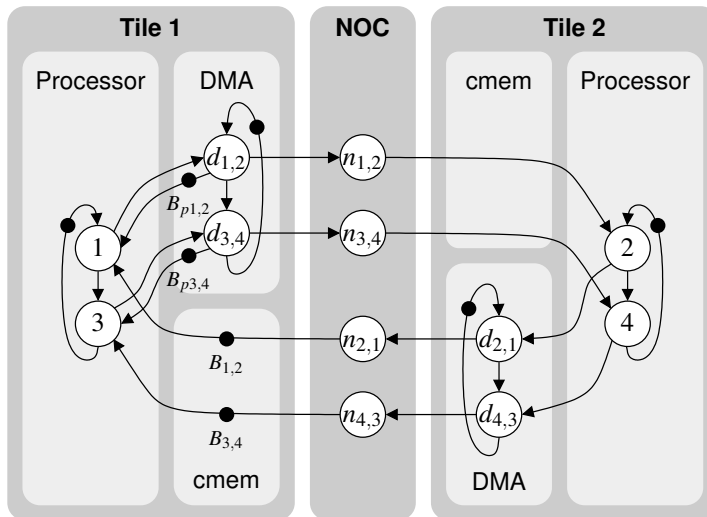 Tile 1
NOC
Tile 2
Processor
DMA
cmem
Processor
d1,2
n1,2
Bp1,2
d3,4
n3,4
1
2
Bp3,4
3
4
n2,1
d2,1
B1,2
n4,3
d4,3
B3,4
cmem
DMA